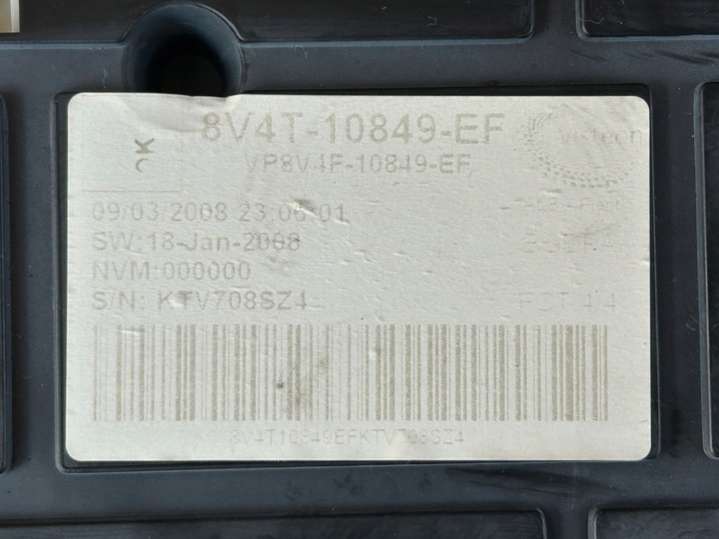 8V4T-10849-EF
VP8V4F-10849-EF
OK
09/03/2008 23:06:01
SW:18-Jan-2008
NVM:000000
S/N: KTV708SZ4
8V4T10849EFKTV708SZ4